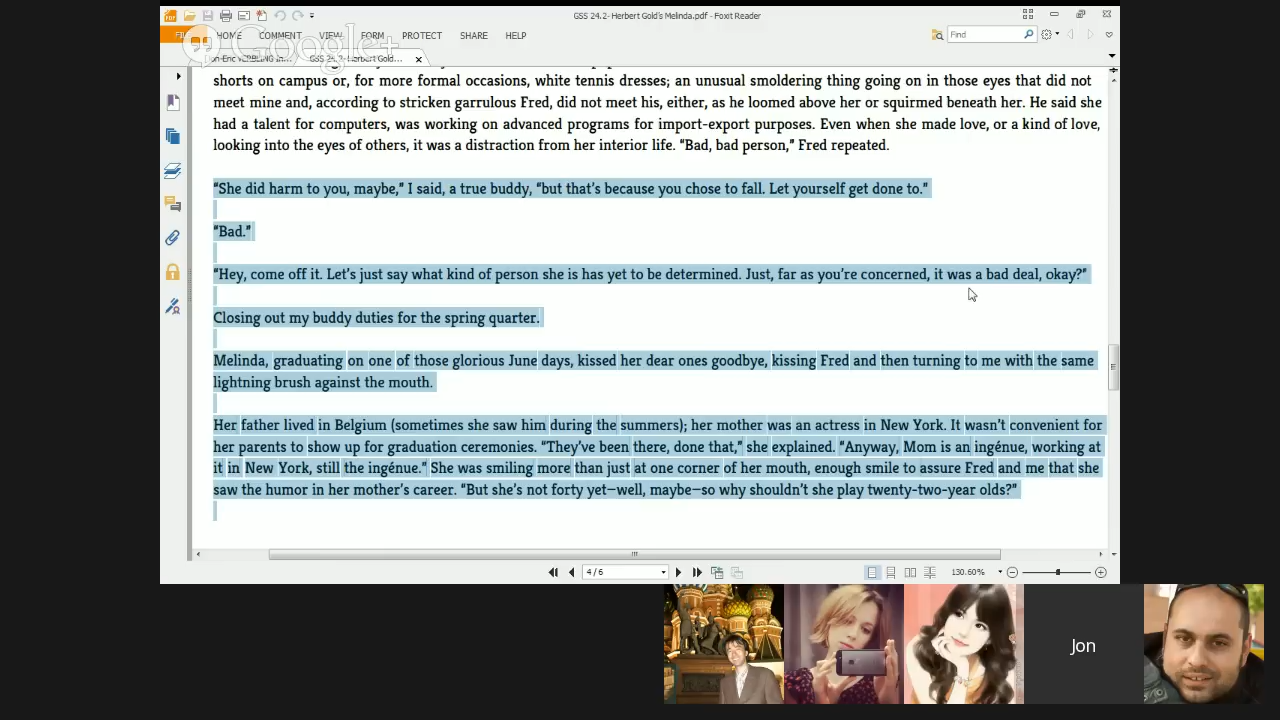 GSS 24.2- Herbert Gold's Melinda.pdf - Foxit Reader
HOME COMMENT VIEW FORM PROTECT SHARE HELP
Find
Google+
GSS 24.2- Herbert Gold...
shorts on campus or, for more formal occasions, white tennis dresses; an unusual smoldering thing going on in those eyes that did not
meet mine and, according to stricken garrulous Fred, did not meet his, either, as he loomed above her or squirmed beneath her. He said she
had a talent for computers, was working on advanced programs for import-export purposes. Even when she made love, or a kind of love,
looking into the eyes of others, it was a distraction from her interior life. “Bad, bad person,” Fred repeated.
“She did harm to you, maybe,” I said, a true buddy, “but that’s because you chose to fall. Let yourself get done to.”
“Bad.”
“Hey, come off it. Let’s just say what kind of person she is has yet to be determined. Just, far as you’re concerned, it was a bad deal, okay?”
Closing out my buddy duties for the spring quarter.
Melinda, graduating on one of those glorious June days, kissed her dear ones goodbye, kissing Fred and then turning to me with the same
lightning brush against the mouth.
Her father lived in Belgium (sometimes she saw him during the summers); her mother was an actress in New York. It wasn’t convenient for
her parents to show up for graduation ceremonies. “They’ve been there, done that,” she explained. “Anyway, Mom is an ingénue, working at
it in New York, still the ingénue.” She was smiling more than just at one corner of her mouth, enough smile to assure Fred and me that she
saw the humor in her mother’s career. “But she’s not forty yet—well, maybe—so why shouldn’t she play twenty-two-year olds?”
4 / 6
130.60%
Jon